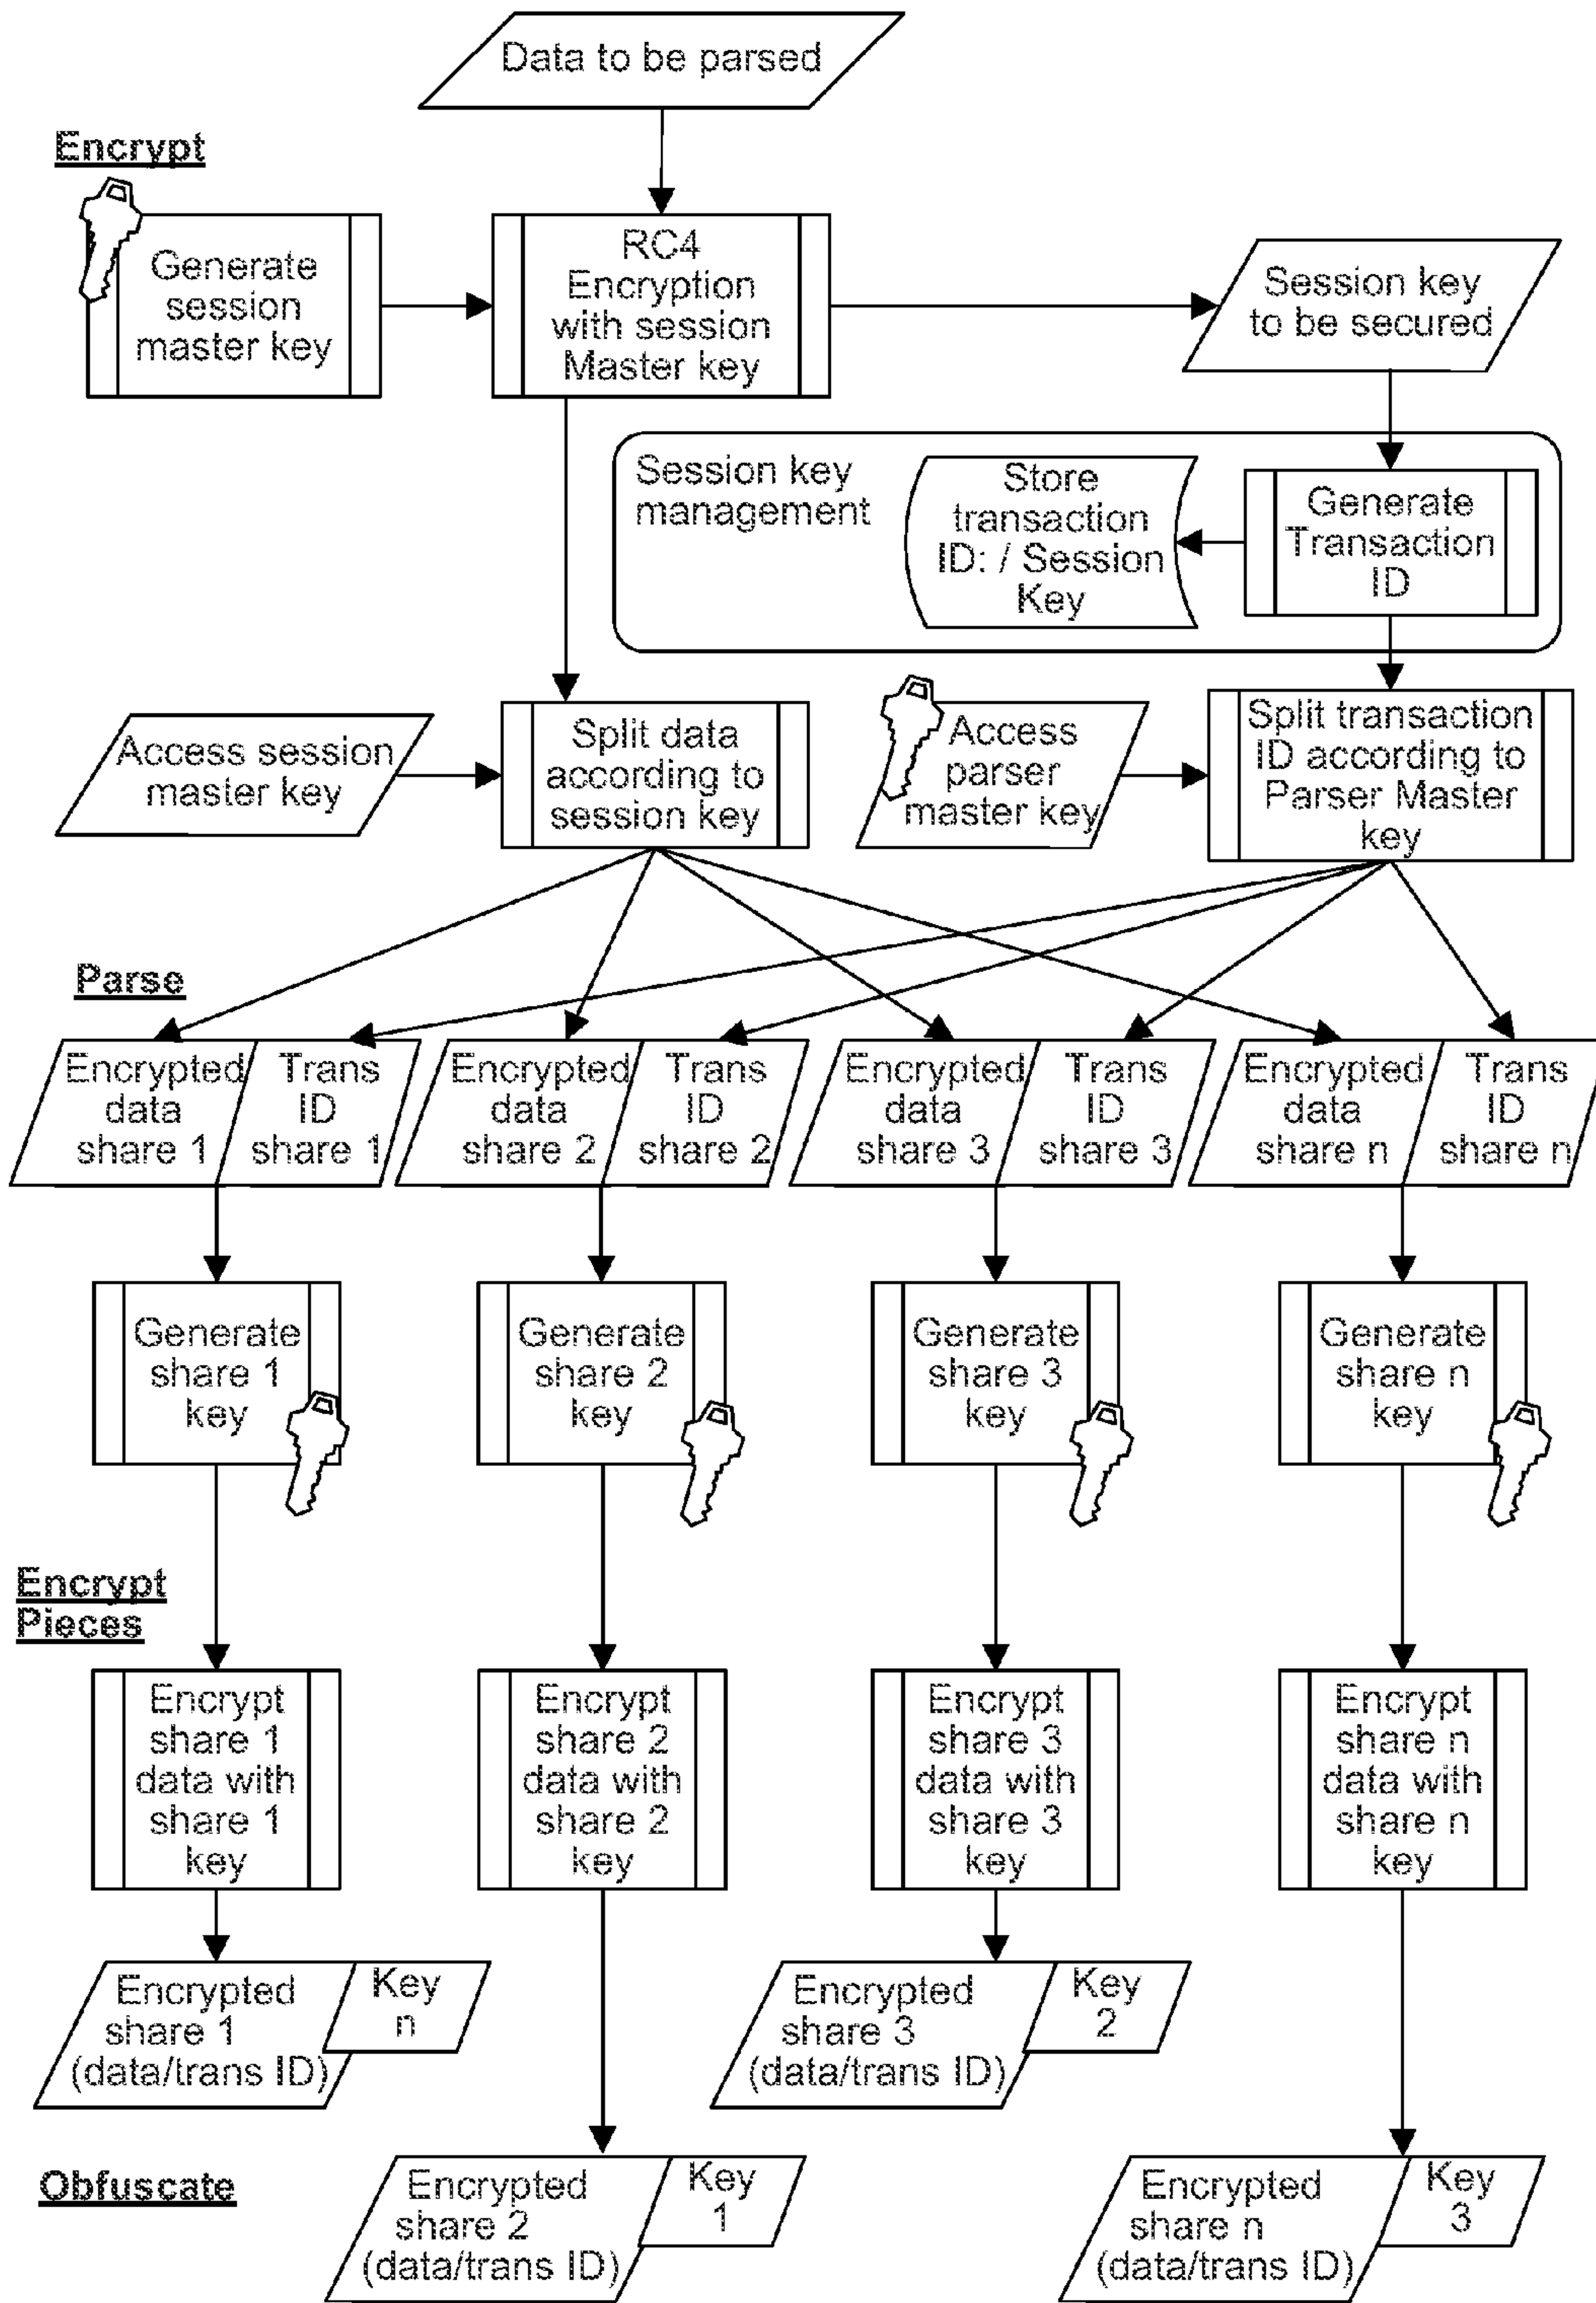 Data to be parsed
Encrypt
Generate
session
master key
RC4
Encryption
with session
Master key
Session key
to be secured
Session key
management
Store
transaction
ID: / Session
Key
Generate
Transaction
ID
Access session
master key
Split data
according to
session key
Access
parser
master key
Split transaction
ID according to
Parser Master
key
Parse
Encrypted
data
share 1
Trans
ID
share 1
Encrypted
data
share 2
Trans
ID
share 2
Encrypted
data
share 3
Trans
ID
share 3
Encrypted
data
share n
Trans
ID
share n
Generate
share 1
key
Generate
share 2
key
Generate
share 3
key
Generate
share n
key
Encrypt
Pieces
Encrypt
share 1
data with
share 1
key
Encrypt
share 2
data with
share 2
key
Encrypt
share 3
data with
share 3
key
Encrypt
share n
data with
share n
key
Encrypted
share 1
(data/trans ID)
Key
n
Encrypted
share 3
(data/trans ID)
Key
2
Obfuscate
Encrypted
share 2
(data/trans ID)
Key
1
Encrypted
share n
(data/trans ID)
Key
3